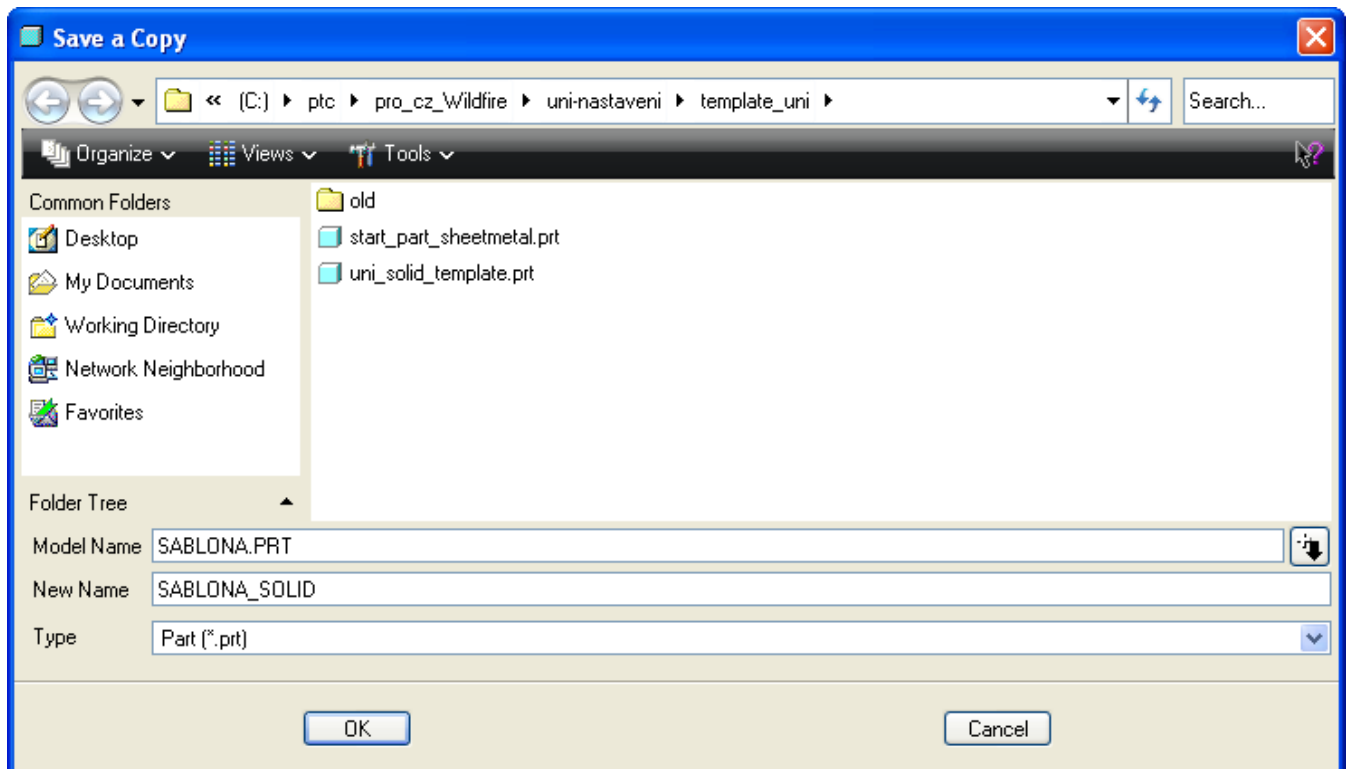 Save a Copy
« (C:) ptc pro_cz_Wildfire uni-nastaveni template_uni Search...
Organize Views Tools
Common Folders
old
Desktop
start_part_sheetmetal.prt
My Documents
uni_solid_template.prt
Working Directory
Network Neighborhood
Favorites
Folder Tree
Model Name SABLONA.PRT
New Name SABLONA_SOLID
Type Part (*.prt)
OK Cancel